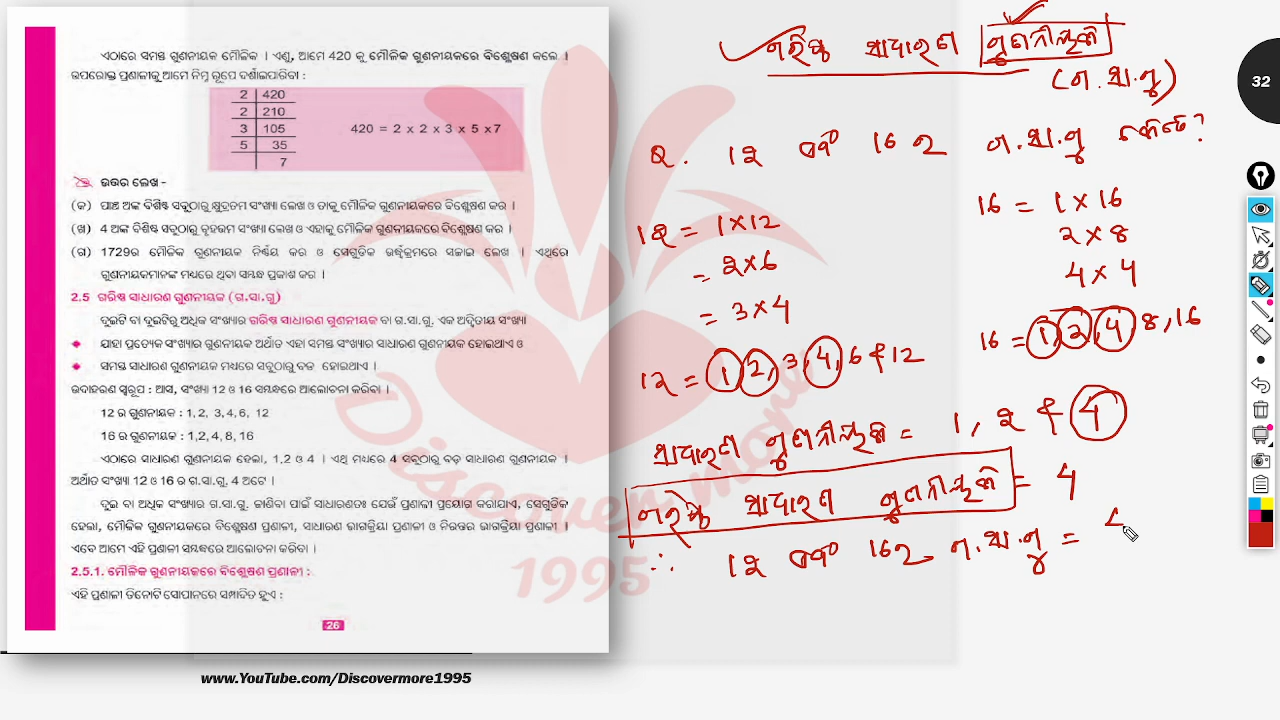 ଏଠାରେ ସମସ୍ତ ଗୁଣନୀୟକ ମୌଳିକ । ଏଣୁ, ଆମେ 420 କୁ ମୌଳିକ ଗୁଣନୀୟକରେ ବିଶ୍ଳେଷଣ କଲେ ।
ଉପରୋକ୍ତ ପ୍ରଣାଳୀକୁ ଆମେ ନିମ୍ନ ରୂପେ ଦର୍ଶାଇପାରିବା :
2 420
2 210
3 105
5 35
7
420 = 2 x 2 x 3 x 5 x7
ଉତ୍ତର ଲେଖ -
(କ) ପାଞ୍ଚ ଅଙ୍କ ବିଶିଷ୍ଟ ସବୁଠାରୁ କ୍ଷୁଦ୍ରତମ ସଂଖ୍ୟା ଲେଖ ଓ ତାକୁ ମୌଳିକ ଗୁଣନୀୟକରେ ବିଶ୍ଳେଷଣ କର ।
(ଖ) 4 ଅଙ୍କ ବିଶିଷ୍ଟ ସବୁଠାରୁ ବୃହତ୍ତମ ସଂଖ୍ୟା ଲେଖ ଓ ଏହାକୁ ମୌଳିକ ଗୁଣନୀୟକରେ ବିଶ୍ଳେଷଣ କର ।
(ଗ) 1729ର ମୌଳିକ ଗୁଣନୀୟକ ନିର୍ଣ୍ଣୟ କର ଓ ସେଗୁଡିକ ଊର୍ଦ୍ଧ୍ୱକ୍ରମରେ ସଜାଇ ଲେଖ । ଏଥିରେ
ଗୁଣନୀୟକମାନଙ୍କ ମଧ୍ୟରେ ଥିବା ସମ୍ବନ୍ଧ ପ୍ରକାଶ କର ।
2.5 ଗରିଷ୍ଠ ସାଧାରଣ ଗୁଣନୀୟକ (ଗ.ସା.ଗୁ)
ଦୁଇଟି ବା ଦୁଇଟିରୁ ଅଧିକ ସଂଖ୍ୟାର ଗରିଷ୍ଠ ସାଧାରଣ ଗୁଣନୀୟକ ବା ଗ.ସା.ଗୁ. ଏକ ଅଦ୍ୱିତୀୟ ସଂଖ୍ୟା
ଯାହା ପ୍ରତ୍ୟେକ ସଂଖ୍ୟାର ଗୁଣନୀୟକ ଅର୍ଥାତ ଏହା ସମସ୍ତ ସଂଖ୍ୟାର ସାଧାରଣ ଗୁଣନୀୟକ ହୋଇଥାଏ ଓ
ସମସ୍ତ ସାଧାରଣ ଗୁଣନୀୟକ ମଧ୍ୟରେ ସବୁଠାରୁ ବଡ ହୋଇଥାଏ ।
ଉଦାହରଣ ସ୍ୱରୂପ : ଆସ, ସଂଖ୍ୟା 12 ଓ 16 ସମ୍ବନ୍ଧରେ ଆଲୋଚନା କରିବା ।
12 ର ଗୁଣନୀୟକ : 1, 2, 3, 4, 6, 12
16 ର ଗୁଣନୀୟକ : 1,2, 4, 8, 16
ଏଠାରେ ସାଧାରଣ ଗୁଣନୀୟକ ହେଲା, 1,2 ଓ 4 । ଏଥି ମଧ୍ୟରେ 4 ସବୁଠାରୁ ବଡ଼ ସାଧାରଣ ଗୁଣନୀୟକ ।
ଅର୍ଥାତ ସଂଖ୍ୟା 12 ଓ 16 ର ଗ.ସା.ଗୁ, 4 ଅଟେ ।
ଦୁଇ ବା ଅଧିକ ସଂଖ୍ୟାର ଗ.ସା.ଗୁ. ଜାଣିବା ପାଇଁ ସାଧାରଣତଃ ଯେଉଁ ପ୍ରଣାଳୀ ପ୍ରୟୋଗ କରାଯାଏ, ସେଗୁଡିକ
ହେଲା, ମୌଳିକ ଗୁଣନୀୟକରେ ବିଶ୍ଳେଷଣ ପ୍ରଣାଳୀ, ସାଧାରଣ ଭାଗକ୍ରିୟା ପ୍ରଣାଳୀ ଓ ନିରନ୍ତର ଭାଗକ୍ରିୟା ପ୍ରଣାଳୀ ।
ଏବେ ଆମେ ଏହି ପ୍ରଣାଳୀ ସମ୍ବନ୍ଧରେ ଆଲୋଚନା କରିବା ।
2.5.1. ମୌଳିକ ଗୁଣନୀୟକରେ ବିଶ୍ଳେଷଣ ପ୍ରଣାଳୀ :
ଏହି ପ୍ରଣାଳୀ ତିନୋଟି ସୋପାନରେ ସମ୍ପାଦିତ ହୁଏ :
26
www.YouTube.com/Discovermore1995
Discover more
1995
ଗରିଷ୍ଠ ସାଧାରଣ ଗୁଣନୀୟକ
(ଗ.ସା.ଗୁ)
Q. 12 ଏବଂ 16 ର ଗ.ସା.ଗୁ କେତେ?
12 = 1×12
= 2×6
= 3×4
12 = 1, 2, 3, 4, 6 ଓ 12
16 = 1 × 16
2 × 8
4 × 4
16 = 1, 2, 4, 8, 16
ସାଧାରଣ ଗୁଣନୀୟକ = 1, 2 ଓ 4
ଗରିଷ୍ଠ ସାଧାରଣ ଗୁଣନୀୟକ = 4
∴ 12 ଏବଂ 16ର ଗ.ସା.ଗୁ =
32